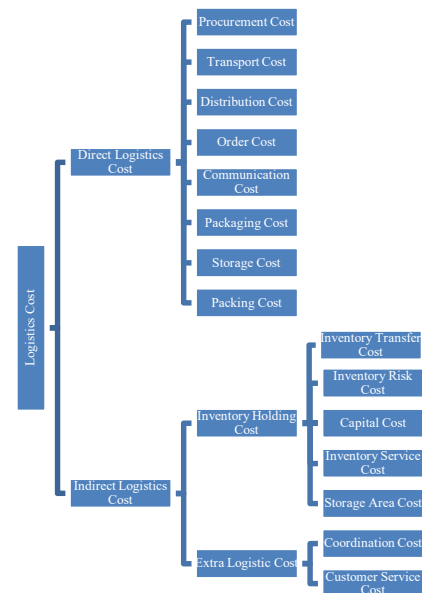 Procurement Cost
Transport Cost
Distribution Cost
Direct Logistics
Cost
Order Cost
Communication
Cost
Packaging Cost
Storage Cost
Packing Cost
Logistics Cost
Inventory Transfer
Cost
Inventory Risk
Cost
Inventory Holding
Cost
Capital Cost
Inventory Service
Cost
Indirect Logistics
Cost
Storage Area Cost
Extra Logistic Cost
Coordination Cost
Customer Service
Cost